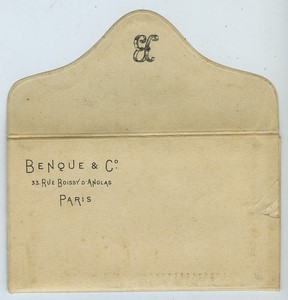 BENQUE & Cº
33. RUE BOISSY D'ANGLAS
PARIS